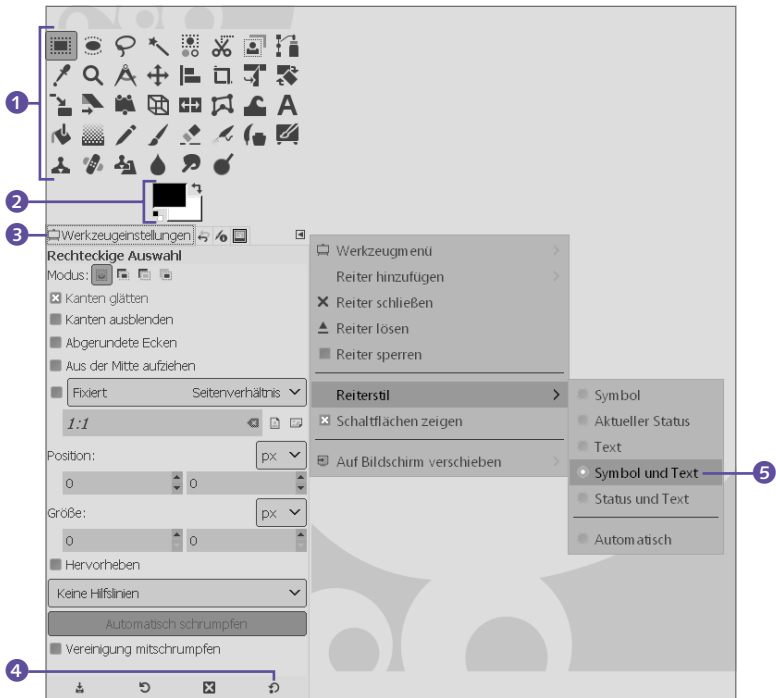 1
2
3
Werkzeugeinstellungen
Rechteckige Auswahl
Modus:
Kanten glätten
Kanten ausblenden
Abgerundete Ecken
Aus der Mitte aufziehen
Fixiert Seitenverhältnis
1:1
Position: px
0 0
Größe: px
0 0
Hervorheben
Keine Hilfslinien
Automatisch schrumpfen
Vereinigung mitschrumpfen
4
Werkzeugmenü
Reiter hinzufügen
Reiter schließen
Reiter lösen
Reiter sperren
Reiterstil
Schaltflächen zeigen
Auf Bildschirm verschieben
Symbol
Aktueller Status
Text
Symbol und Text
5
Status und Text
Automatisch